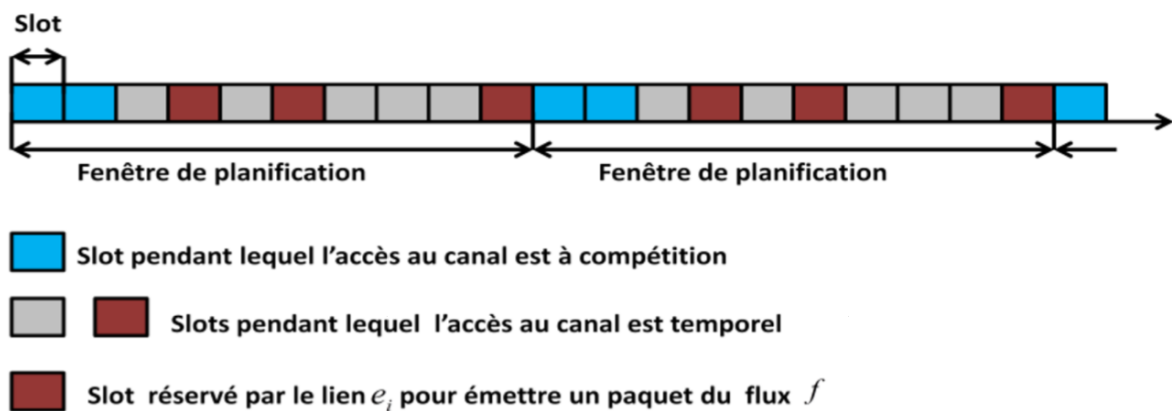 Slot
Fenêtre de planification
Fenêtre de planification
Slot pendant lequel l'accès au canal est à compétition
Slots pendant lequel l'accès au canal est temporel
Slot réservé par le lien e_i pour émettre un paquet du flux f